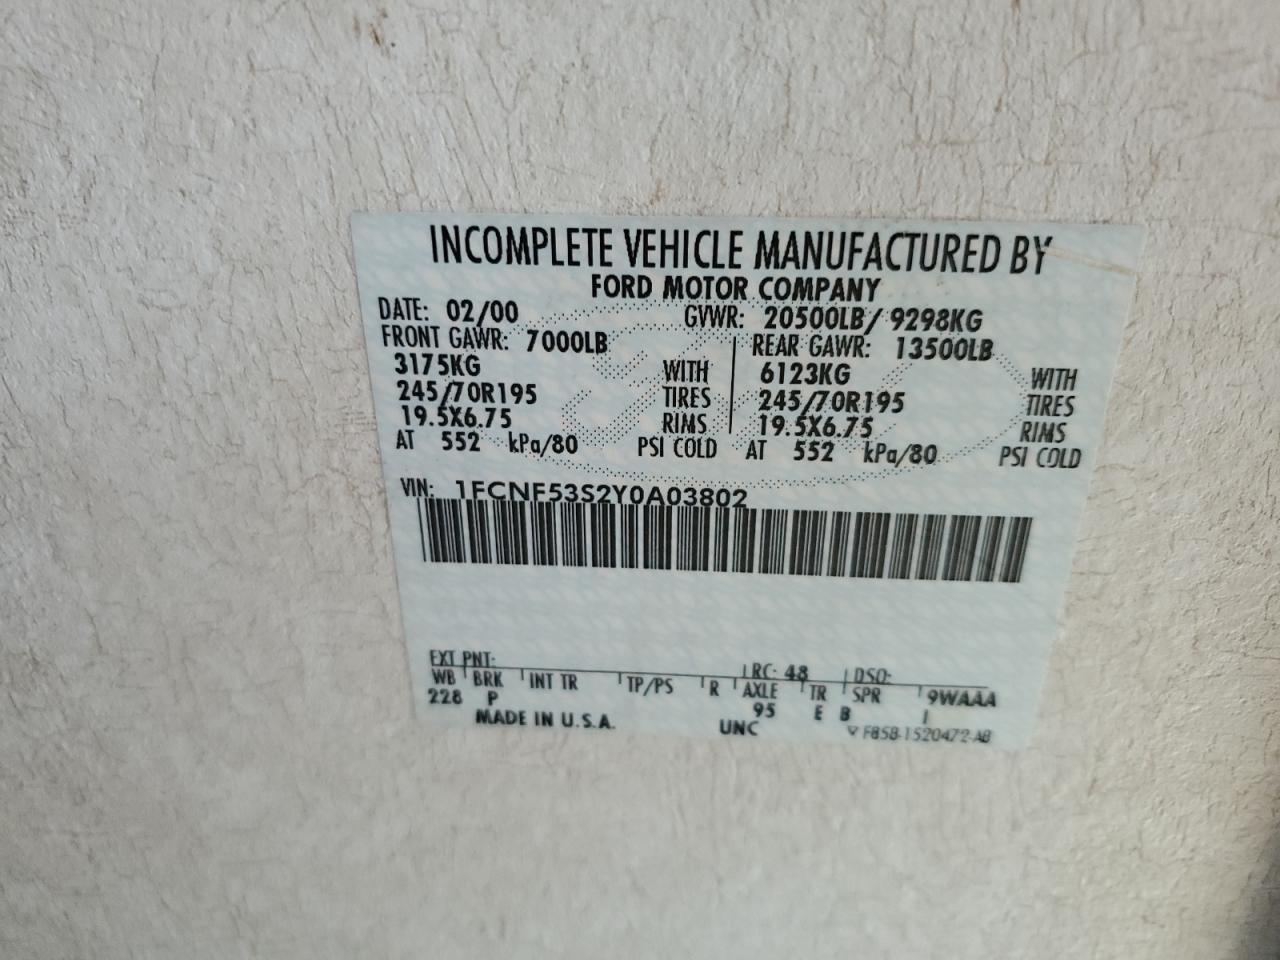 INCOMPLETE VEHICLE MANUFACTURED BY
FORD MOTOR COMPANY
DATE: 02/00 GVWR: 20500LB/ 9298KG
FRONT GAWR: 7000LB REAR GAWR: 13500LB
3175KG WITH 6123KG WITH
245/70R195 TIRES 245/70R195 TIRES
19.5X6.75 RIMS 19.5X6.75 RIMS
AT 552 kPa/80 PSI COLD AT 552 kPa/80 PSI COLD
VIN: 1FCNF53S2Y0A03802
EXT PNT: RC: 48 DSO:
WB BRK INT TR TP/PS R AXLE TR SPR 9WAAA
228 P 95 E B
MADE IN U.S.A. UNC F85B-1520472-AB